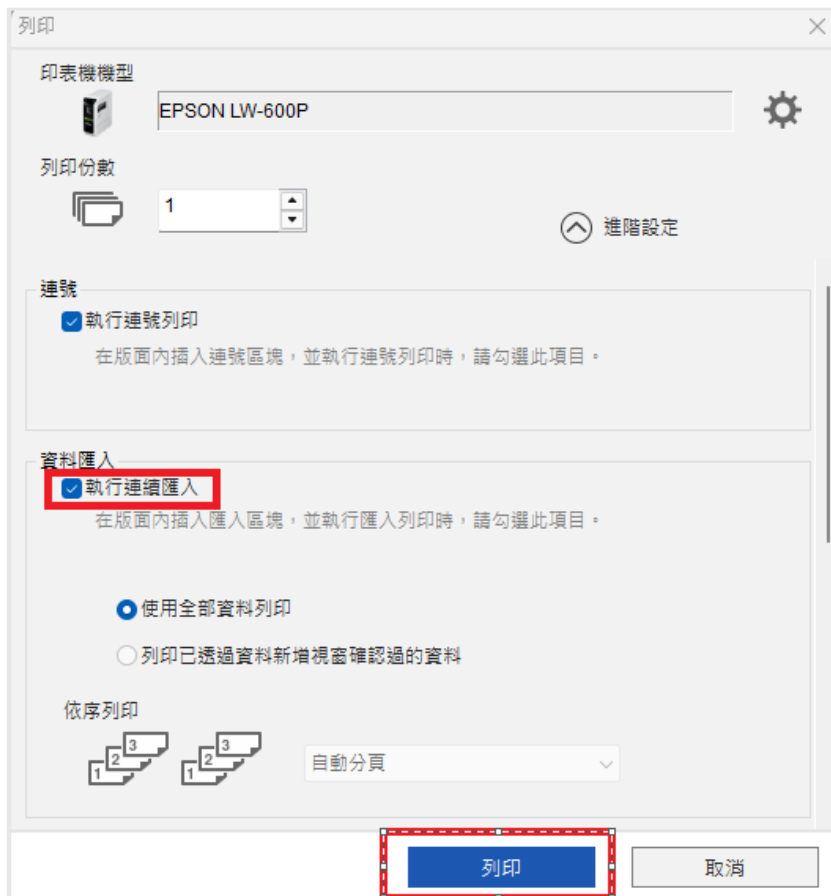 列印
印表機機型
EPSON LW-600P
列印份數
1
進階設定
連號
執行連號列印
在版面內插入連號區塊，並執行連號列印時，請勾選此項目。
資料匯入
執行連續匯入
在版面內插入匯入區塊，並執行匯入列印時，請勾選此項目。
使用全部資料列印
列印已透過資料新增視窗確認過的資料
依序列印
1 2 3 1 2 3
自動分頁
列印 取消